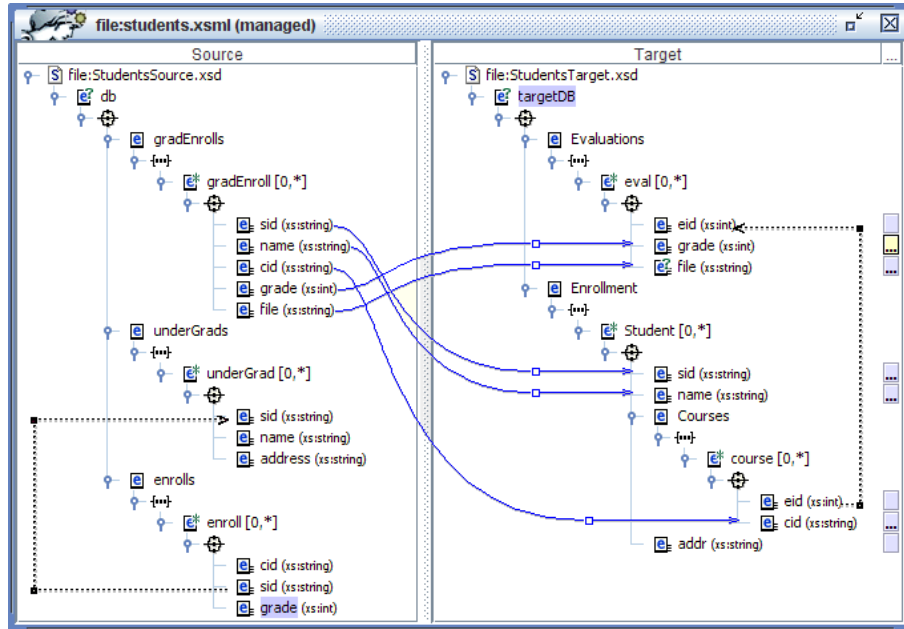 file:students.xsml (managed)
Source
file:StudentsSource.xsd
db
gradEnrolls
gradEnroll [0,*]
sid (xs:string)
name (xs:string)
cid (xs:string)
grade (xs:int)
file (xs:string)
underGrads
underGrad [0,*]
sid (xs:string)
name (xs:string)
address (xs:string)
enrolls
enroll [0,*]
cid (xs:string)
sid (xs:string)
grade (xs:int)
Target
...
file:StudentsTarget.xsd
targetDB
Evaluations
eval [0,*]
eid (xs:int)
grade (xs:int)
...
file (xs:string)
...
Enrollment
Student [0,*]
sid (xs:string)
...
name (xs:string)
...
Courses
course [0,*]
eid (xs:int)
cid (xs:string)
...
addr (xs:string)